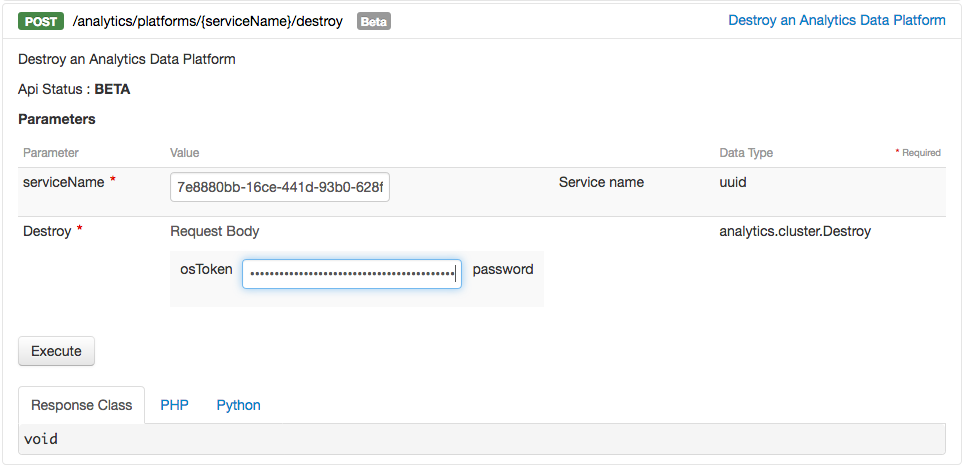 POST /analytics/platforms/{serviceName}/destroy Beta Destroy an Analytics Data Platform
Destroy an Analytics Data Platform
Api Status : BETA
Parameters
Parameter Value Data Type * Required
serviceName * 7e8880bb-16ce-441d-93b0-628f Service name uuid
Destroy * Request Body analytics.cluster.Destroy
osToken •••••••••••••••••••••••••••••••••••••••••• password
Execute
Response Class PHP Python
void